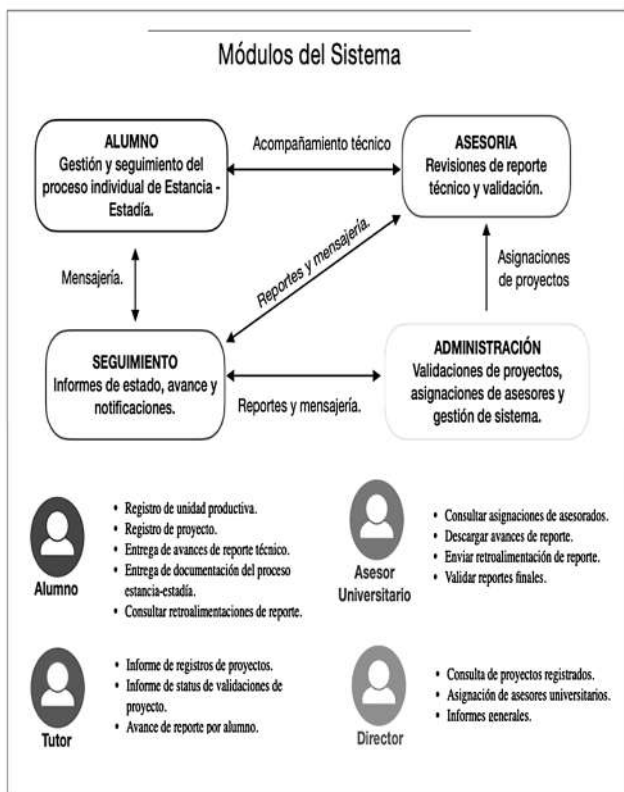 Módulos del Sistema
ALUMNO
Gestión y seguimiento del
proceso individual de Estancia -
Estadía.
Acompañamiento técnico
ASESORIA
Revisiones de reporte
técnico y validación.
Mensajería.
Reportes y mensajería.
Asignaciones
de proyectos
SEGUIMIENTO
Informes de estado, avance y
notificaciones.
Reportes y mensajería.
ADMINISTRACIÓN
Validaciones de proyectos,
asignaciones de asesores y
gestión de sistema.
Alumno
• Registro de unidad productiva.
• Registro de proyecto.
• Entrega de avances de reporte técnico.
• Entrega de documentación del proceso
estancia-estadía.
• Consultar retroalimentaciones de reporte.
Asesor
Universitario
• Consultar asignaciones de asesorados.
• Descargar avances de reporte.
• Enviar retroalimentación de reporte.
• Validar reportes finales.
Tutor
• Informe de registros de proyectos.
• Informe de status de validaciones de
proyecto.
• Avance de reporte por alumno.
Director
• Consulta de proyectos registrados.
• Asignación de asesores universitarios.
• Informes generales.